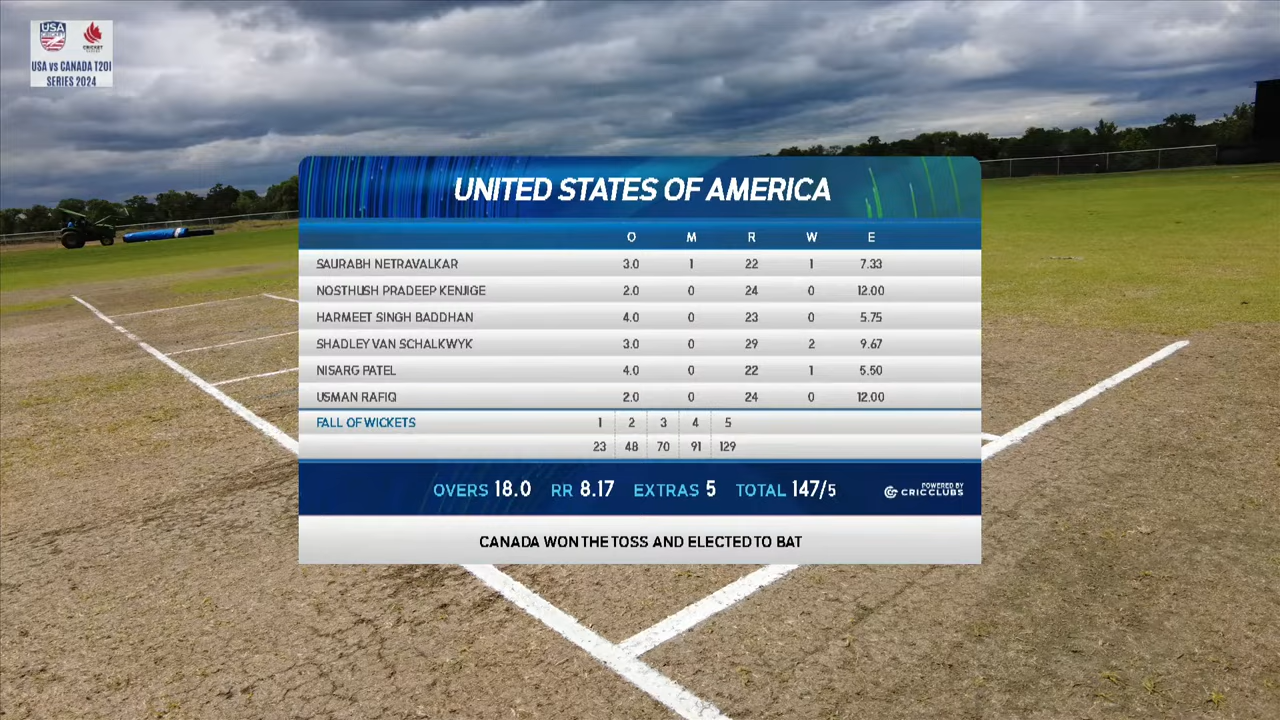 USA
CRICKET
USA vs CANADA T20I
SERIES 2024
UNITED STATES OF AMERICA
O M R W E
SAURABH NETRAVALKAR 3.0 1 22 1 7.33
NOSTHUSH PRADEEP KENJIGE 2.0 0 24 0 12.00
HARMEET SINGH BADDHAN 4.0 0 23 0 5.75
SHADLEY VAN SCHALKWYK 3.0 0 29 2 9.67
NISARG PATEL 4.0 0 22 1 5.50
USMAN RAFIQ 2.0 0 24 0 12.00
FALL OF WICKETS 1 2 3 4 5
23 48 70 91 129
OVERS 18.0 RR 8.17 EXTRAS 5 TOTAL 147/5
POWERED BY
CRICCLUBS
CANADA WON THE TOSS AND ELECTED TO BAT